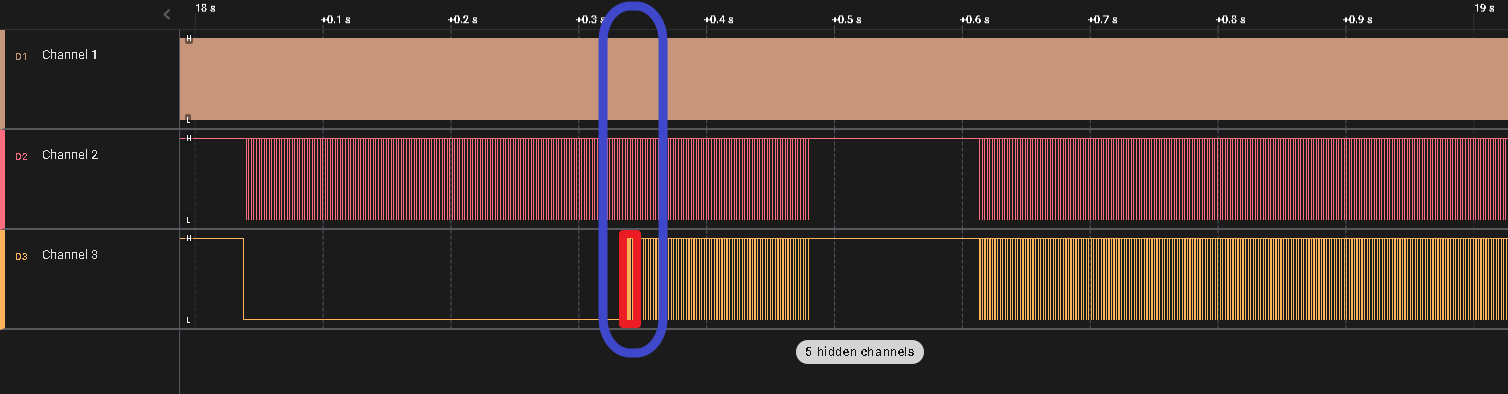 18 s
19 s
+0.1 s
+0.2 s
+0.3 s
+0.4 s
+0.5 s
+0.6 s
+0.7 s
+0.8 s
+0.9 s
D1 Channel 1
H
L
D2 Channel 2
H
L
D3 Channel 3
H
L
5 hidden channels